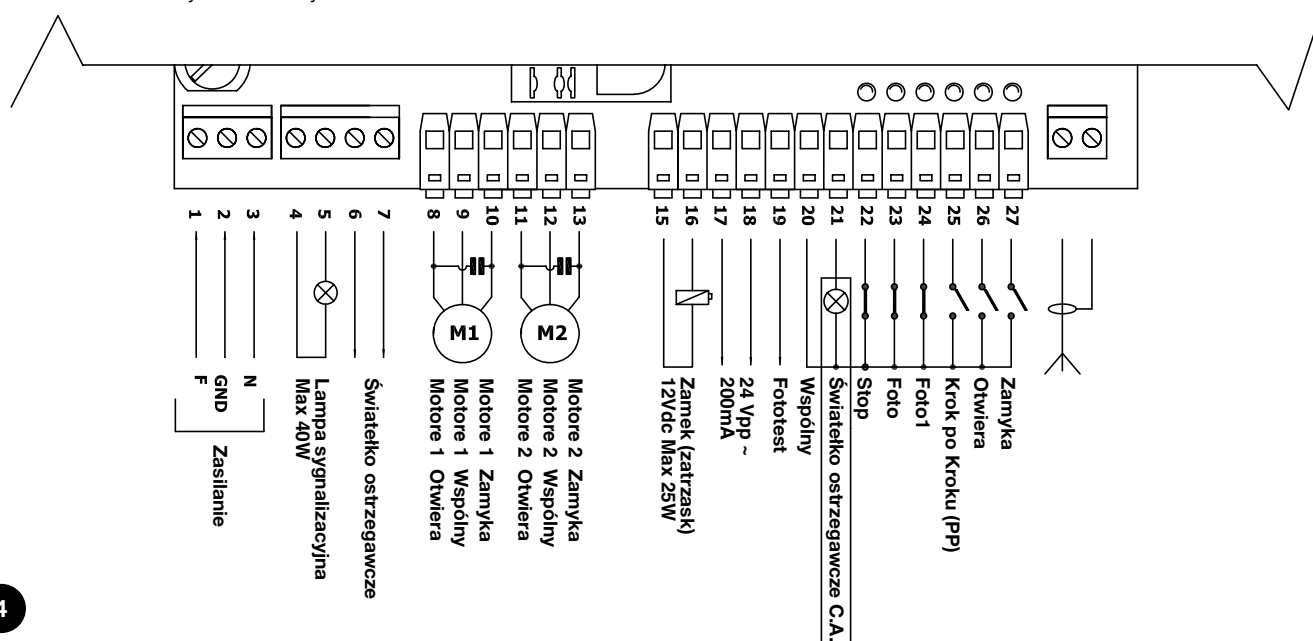 1
2
3
4
5
6
7
8
9
10
11
12
13
15
16
17
18
19
20
21
22
23
24
25
26
27
M1
M2
F
GND
N
Zasilanie
Lampa sygnalizacyjna
Max 40W
Światełko ostrzegawcze
Motore 1 Otwiera
Motore 1 Wspólny
Motore 1 Zamyka
Motore 2 Otwiera
Motore 2 Wspólny
Motore 2 Zamyka
Zamek (zatrzask)
12Vdc Max 25W
24 Vpp ~
200mA
Fototest
Wspólny
Światełko ostrzegawcze C.A.
Stop
Foto
Foto1
Krok po Kroku (PP)
Otwiera
Zamyka
4